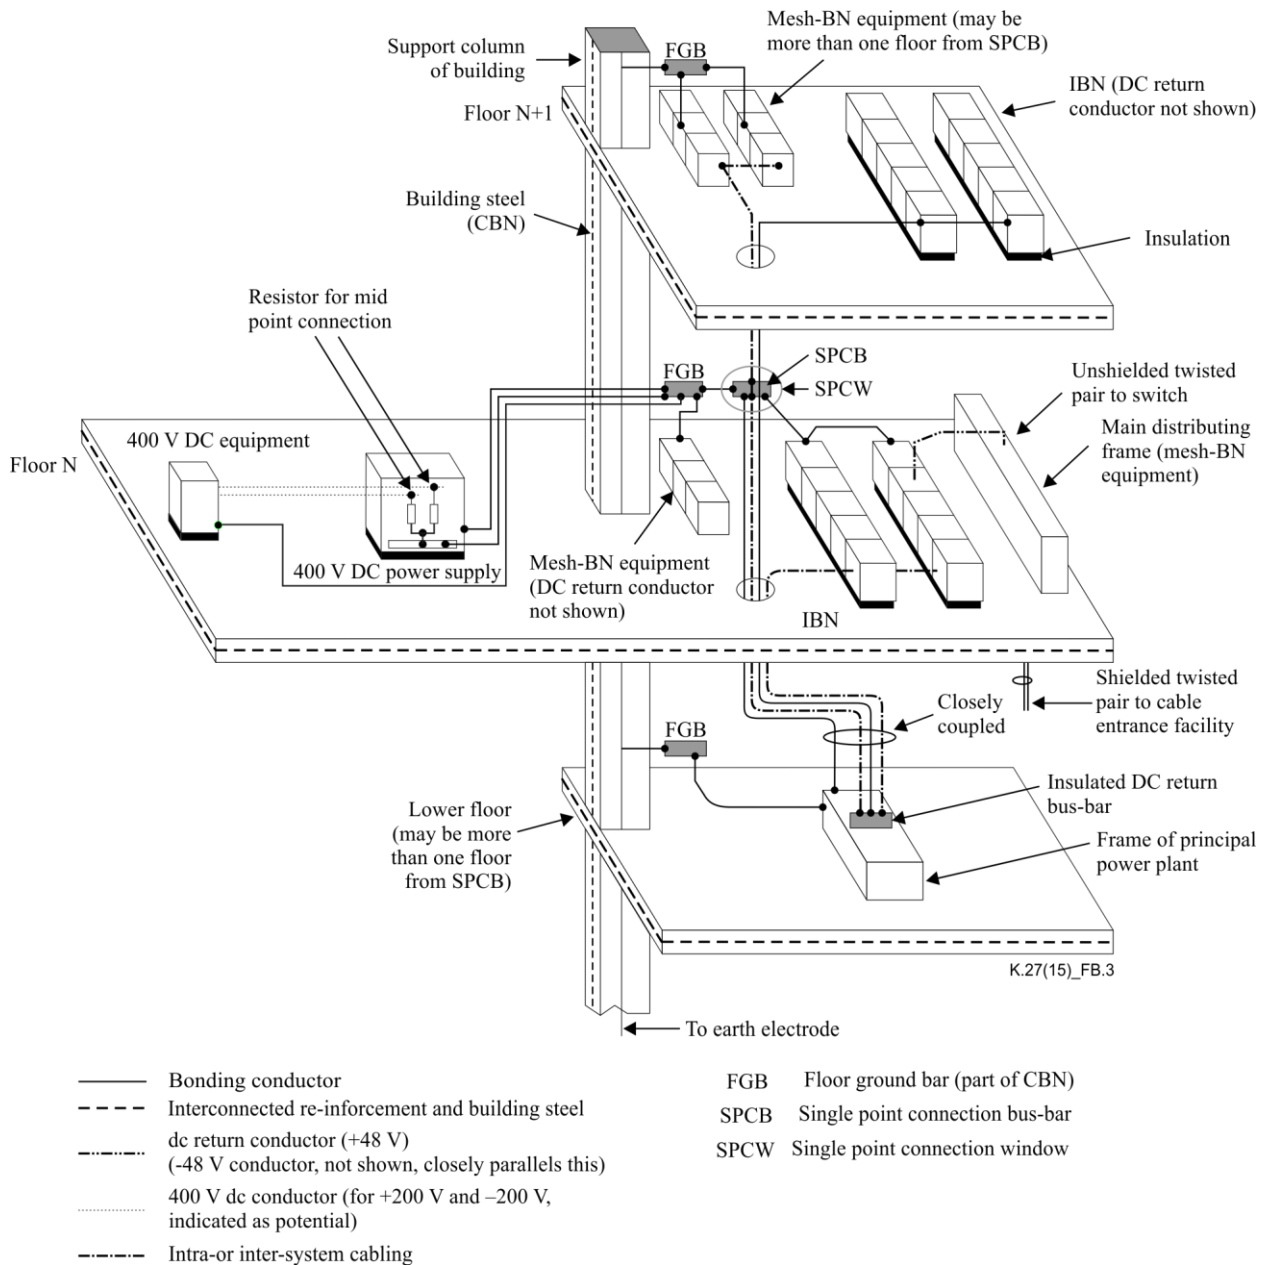 Support column
of building
FGB
Mesh-BN equipment (may be
more than one floor from SPCB)
IBN (DC return
conductor not shown)
Floor N+1
Building steel
(CBN)
Insulation
Resistor for mid
point connection
SPCB
FGB
SPCW
Unshielded twisted
pair to switch
Main distributing
frame (mesh-BN
equipment)
400 V DC equipment
Floor N
400 V DC power supply
Mesh-BN equipment
(DC return conductor
not shown)
IBN
Shielded twisted
pair to cable
entrance facility
Closely
coupled
FGB
Insulated DC return
bus-bar
Lower floor
(may be more
than one floor
from SPCB)
Frame of principal
power plant
K.27(15)_FB.3
To earth electrode
Bonding conductor
Interconnected re-inforcement and building steel
dc return conductor (+48 V)
(-48 V conductor, not shown, closely parallels this)
400 V dc conductor (for +200 V and –200 V,
indicated as potential)
Intra-or inter-system cabling
FGB Floor ground bar (part of CBN)
SPCB Single point connection bus-bar
SPCW Single point connection window